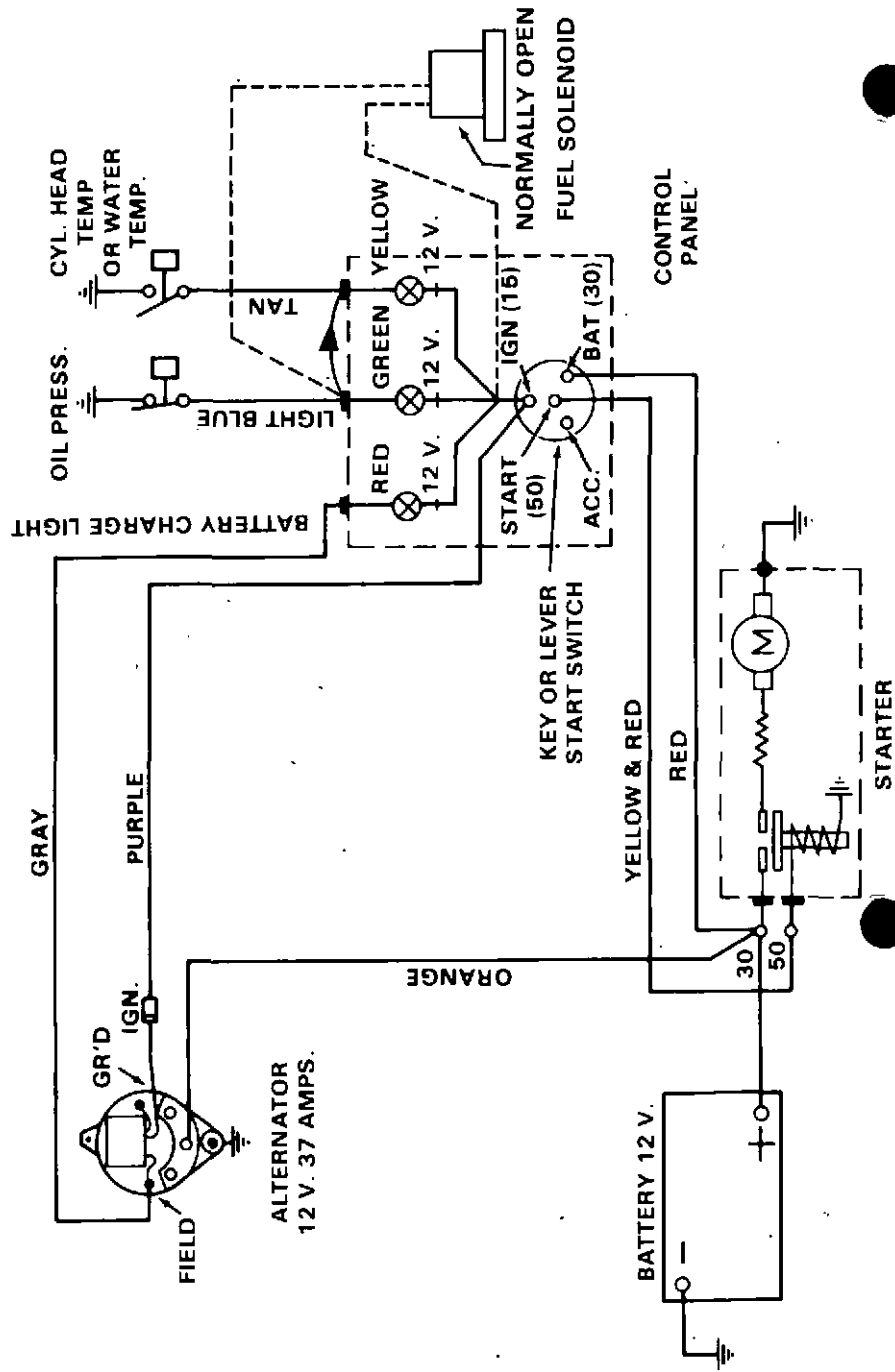 CYL. HEAD
TEMP
OR WATER
TEMP.
OIL PRESS.
BATTERY CHARGE LIGHT
LIGHT BLUE
TAN
RED
GREEN
YELLOW
12 V.
12 V.
12 V.
NORMALLY OPEN
FUEL SOLENOID
IGN (15)
BAT (30)
START
(50)
ACC.
CONTROL
PANEL
KEY OR LEVER
START SWITCH
GRAY
PURPLE
YELLOW & RED
RED
ORANGE
IGN.
GR'D
FIELD
ALTERNATOR
12 V. 37 AMPS.
M
STARTER
30
50
BATTERY 12 V.
+
−